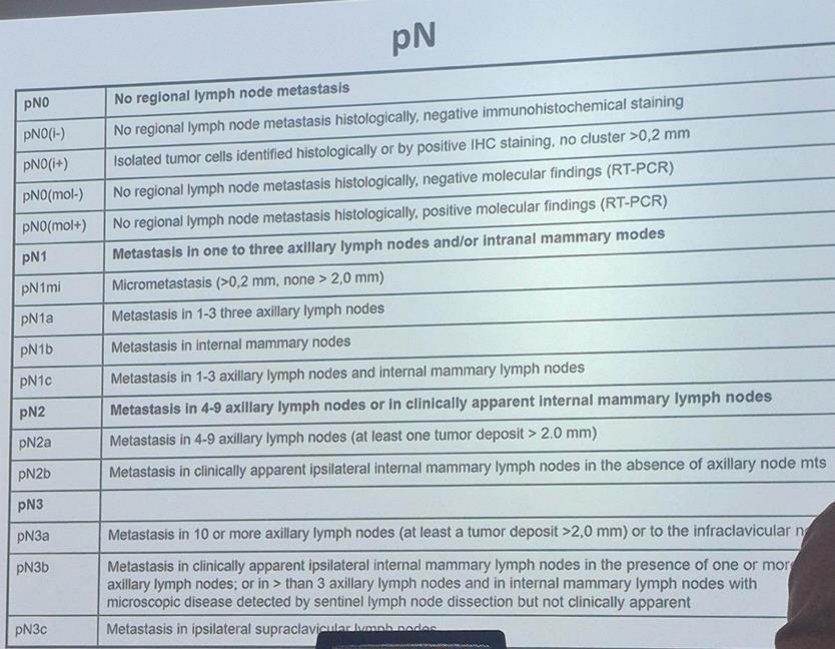 pN
pN0 No regional lymph node metastasis
pN0(i-) No regional lymph node metastasis histologically, negative immunohistochemical staining
pN0(i+) Isolated tumor cells identified histologically or by positive IHC staining, no cluster >0,2 mm
pN0(mol-) No regional lymph node metastasis histologically, negative molecular findings (RT-PCR)
pN0(mol+) No regional lymph node metastasis histologically, positive molecular findings (RT-PCR)
pN1 Metastasis in one to three axillary lymph nodes and/or intranal mammary modes
pN1mi Micrometastasis (>0,2 mm, none > 2,0 mm)
pN1a Metastasis in 1-3 three axillary lymph nodes
pN1b Metastasis in internal mammary nodes
pN1c Metastasis in 1-3 axillary lymph nodes and internal mammary lymph nodes
pN2 Metastasis in 4-9 axillary lymph nodes or in clinically apparent internal mammary lymph nodes
pN2a Metastasis in 4-9 axillary lymph nodes (at least one tumor deposit > 2.0 mm)
pN2b Metastasis in clinically apparent ipsilateral internal mammary lymph nodes in the absence of axillary node mts
pN3
pN3a Metastasis in 10 or more axillary lymph nodes (at least a tumor deposit >2,0 mm) or to the infraclavicular
pN3b Metastasis in clinically apparent ipsilateral internal mammary lymph nodes in the presence of one or more
axillary lymph nodes; or in > than 3 axillary lymph nodes and in internal mammary lymph nodes with
microscopic disease detected by sentinel lymph node dissection but not clinically apparent
pN3c Metastasis in ipsilateral supraclavicular lymph nodes